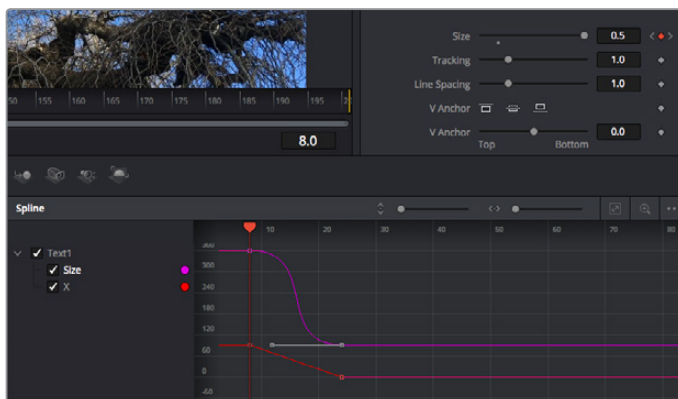 Size 0.5
Tracking 1.0
Line Spacing 1.0
V Anchor
V Anchor 0.0
Top Bottom
50 155 160 165 170 175 180 185 190 195
8.0
Spline
10 20 30 40 50 60 70 80
Text1
Size
X
360
300
240
180
120
60
0
-60